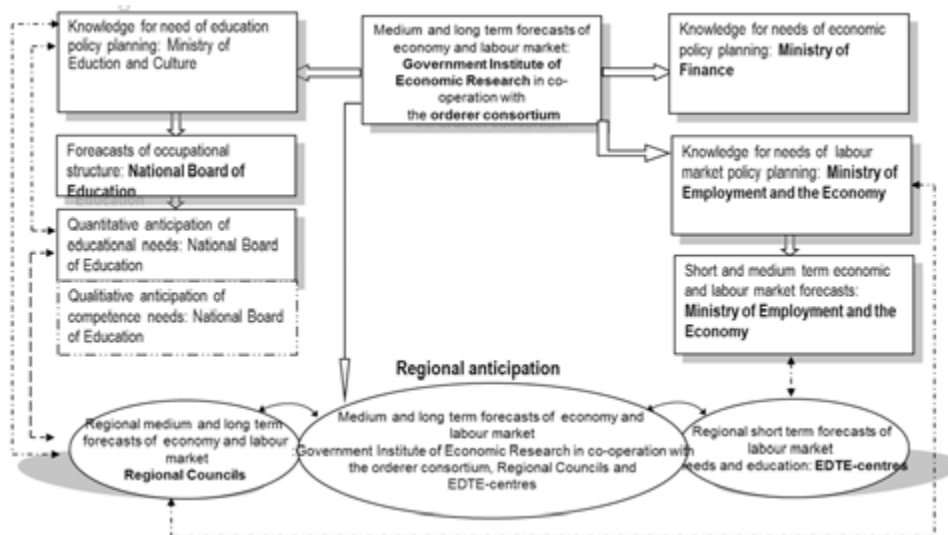 Knowledge for need of education
policy planning: Ministry of
Eduction and Culture
Medium and long term forecasts of
economy and labour market:
Government Institute of
Economic Research in co-
operation with
the orderer consortium
Knowledge for needs of economic
policy planning: Ministry of
Finance
Foreacasts of occupational
structure: National Board of
Education
Knowledge for needs of labour
market policy planning: Ministry of
Employment and the Economy
Quantitative anticipation of
educational needs: National Board
of Education
Qualitiative anticipation of
competence needs: National Board
of Education
Short and medium term economic
and labour market forecasts:
Ministry of Employment and the
Economy
Regional anticipation
Regional medium and long term
forecasts of economy and labour
market
Regional Councils
Medium and long term forecasts of economy and
labour market
:Government Institute of Economic Research in co-operation with
the orderer consortium, Regional Councils and
EDTE-centres
Regional short term forecasts of
labour market
needs and education: EDTE-centres